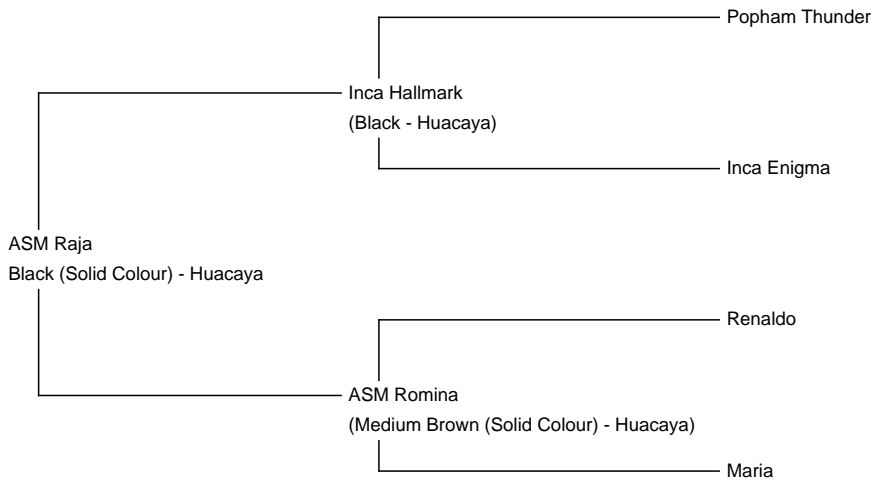 Popham Thunder
Inca Hallmark
(Black - Huacaya)
Inca Enigma
ASM Raja
Black (Solid Colour) - Huacaya
Renaldo
ASM Romina
(Medium Brown (Solid Colour) - Huacaya)
Maria